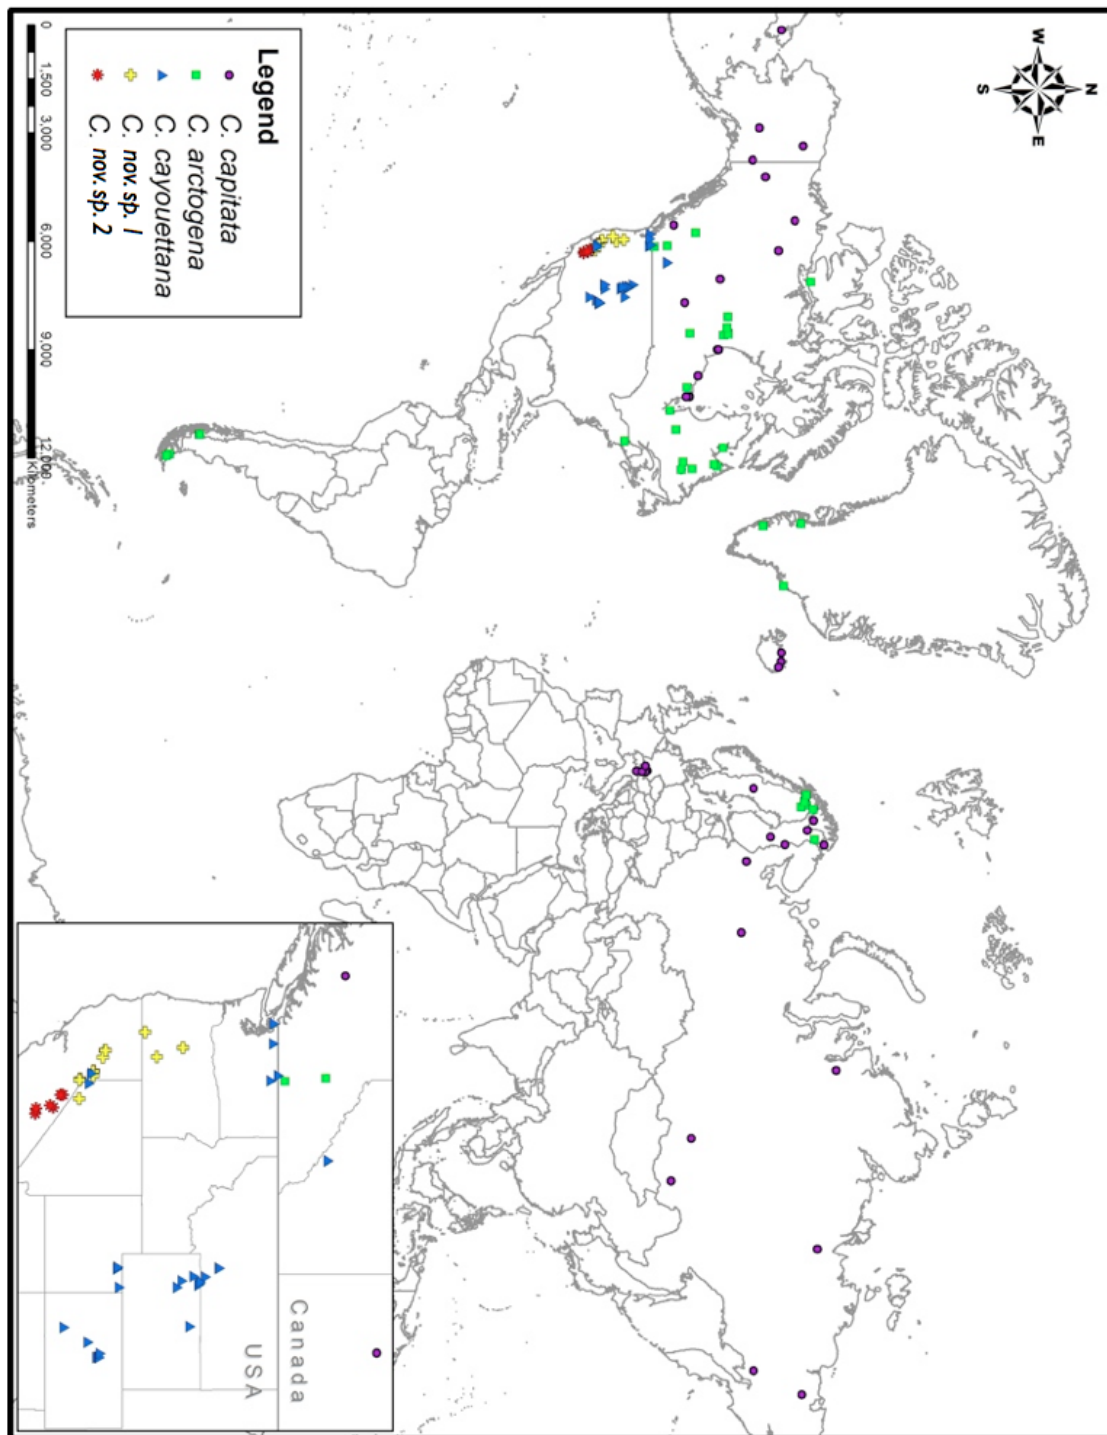 N
W
E
S
Legend
C. capitata
C. arctogena
C. cayouettana
C. nov. sp. 1
C. nov. sp. 2
0 1,500 3,000 6,000 9,000 12,000
Kilometers
Canada
USA